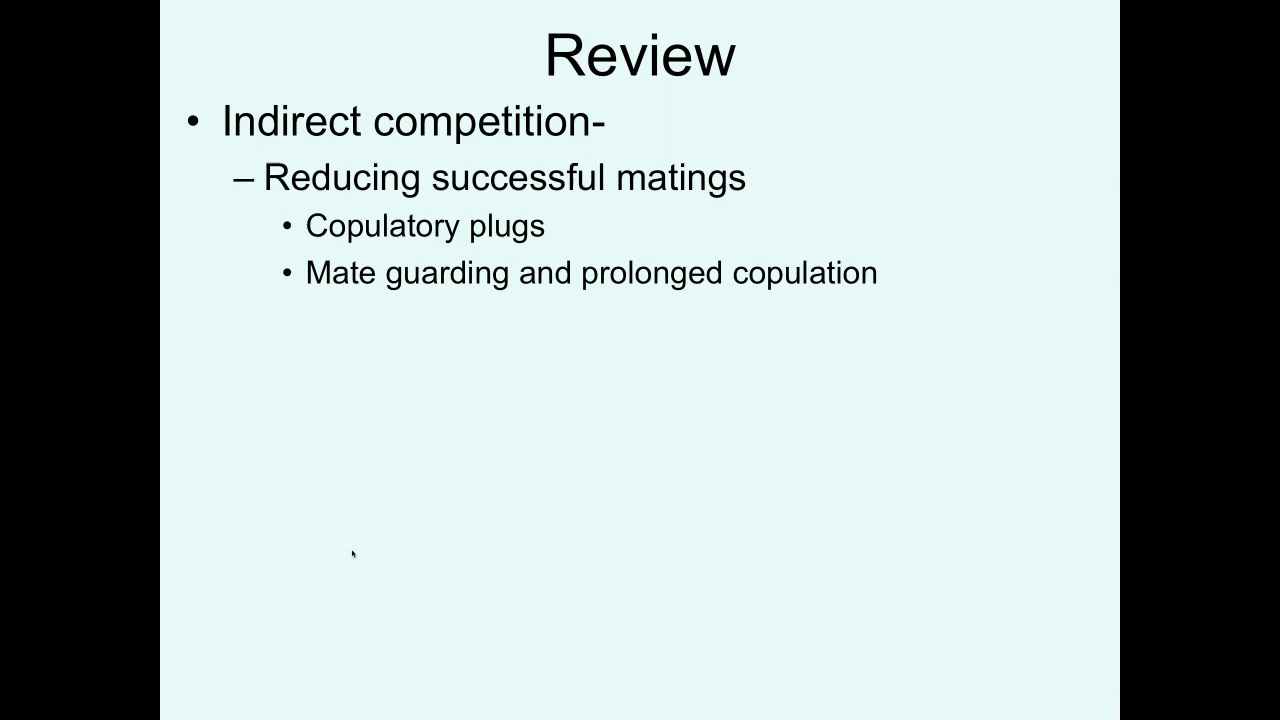 Review
• Indirect competition-
– Reducing successful matings
• Copulatory plugs
• Mate guarding and prolonged copulation